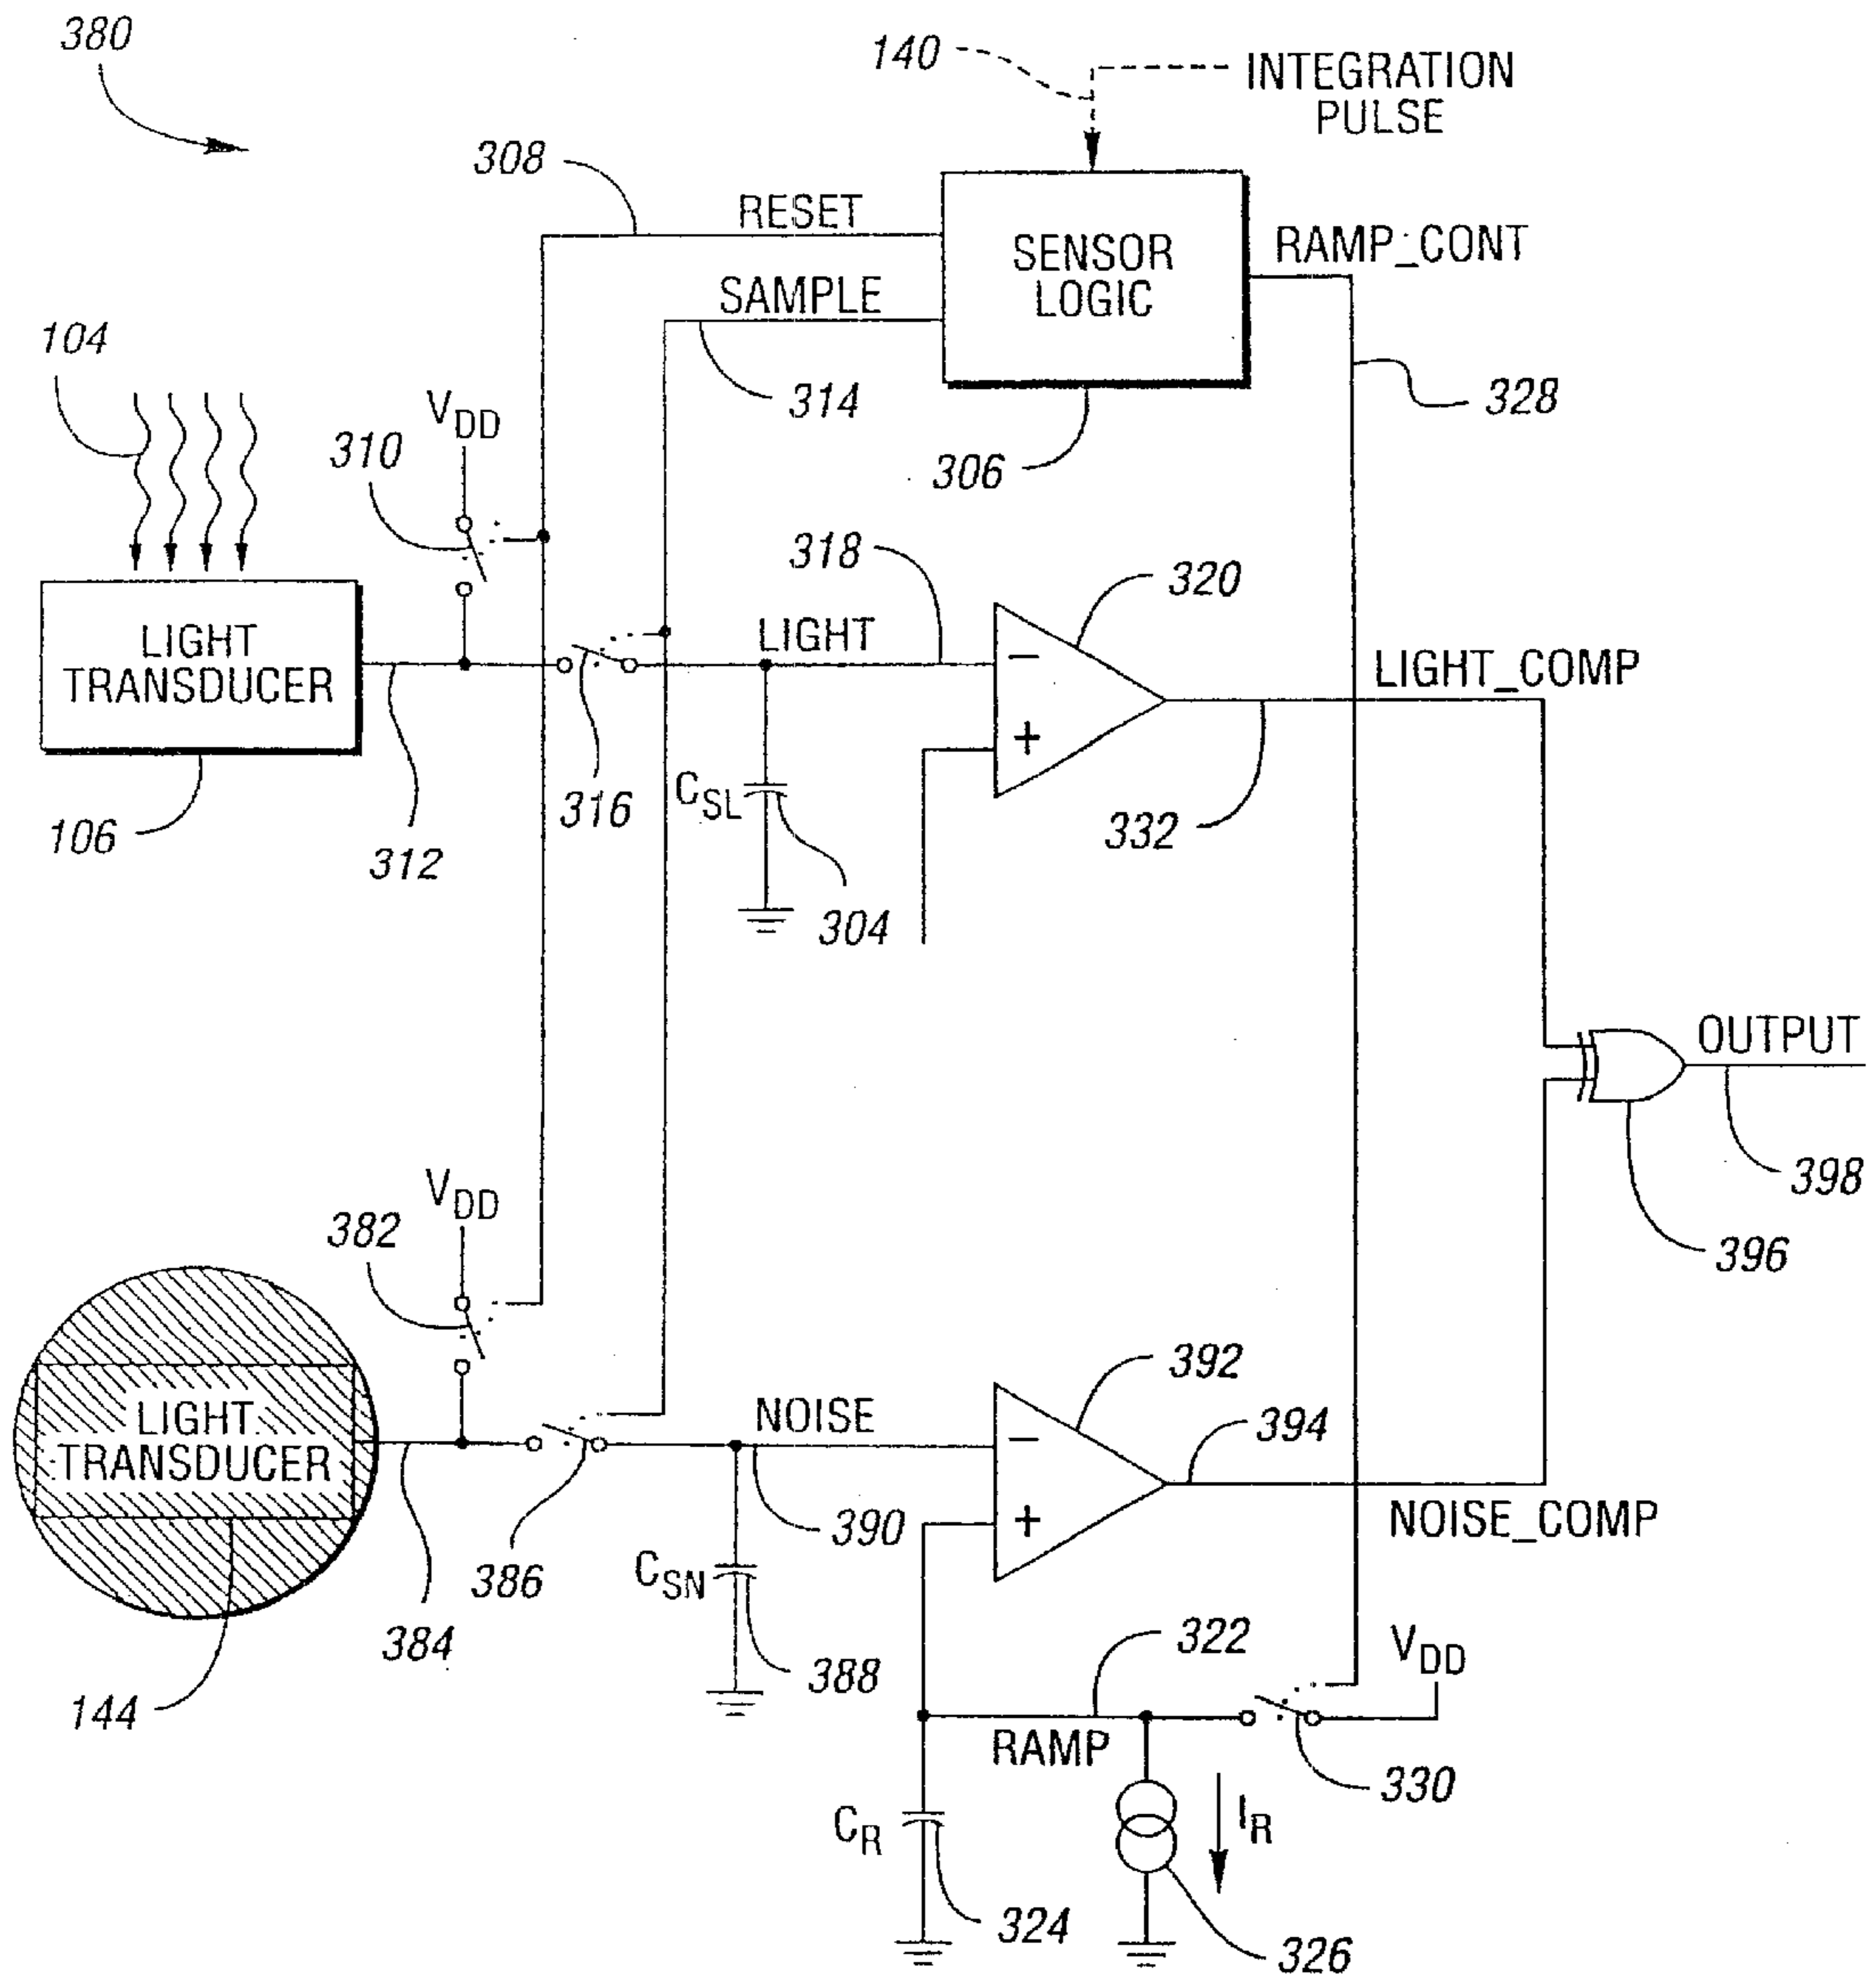 380
140
INTEGRATION
PULSE
308
RESET
SENSOR
LOGIC
RAMP_CONT
SAMPLE
314
328
306
104
VDD
310
318
320
LIGHT
TRANSDUCER
LIGHT
−
+
LIGHT_COMP
106
312
316
CSL
304
332
OUTPUT
398
396
VDD
382
392
394
LIGHT
TRANSDUCER
NOISE
−
+
NOISE_COMP
390
386
CSN
384
388
144
322
VDD
RAMP
330
CR
IR
324
326